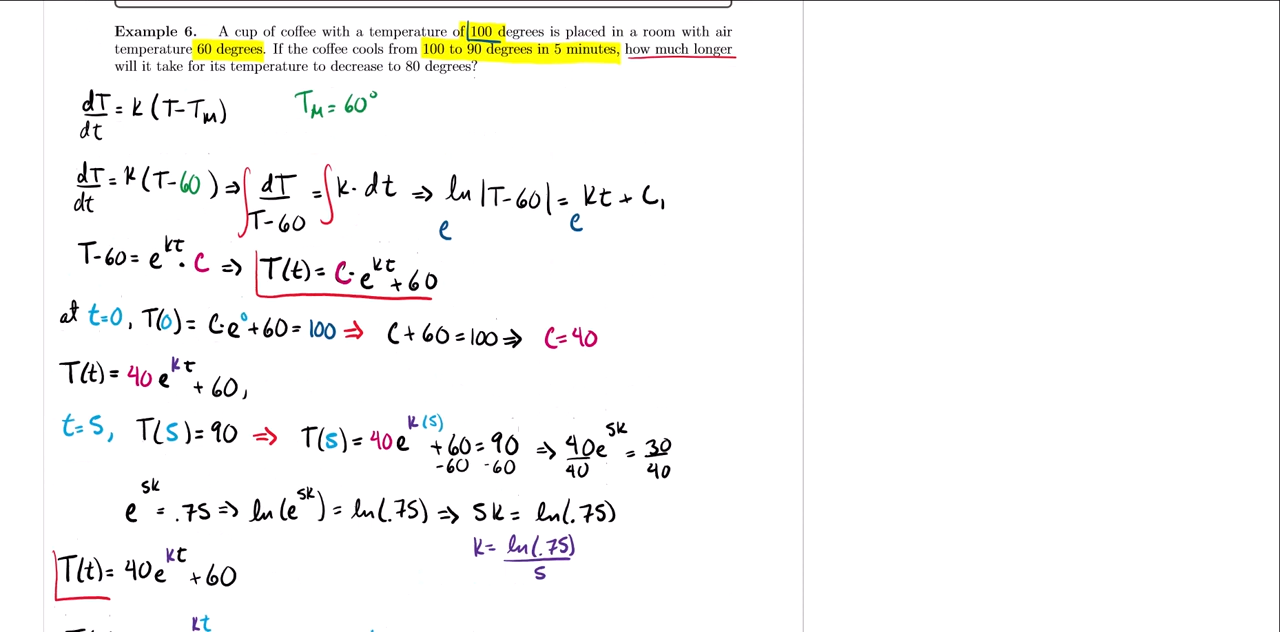 Example 6. A cup of coffee with a temperature of 100 degrees is placed in a room with air
temperature 60 degrees. If the coffee cools from 100 to 90 degrees in 5 minutes, how much longer
will it take for its temperature to decrease to 80 degrees?
dT/dt = k(T-T_M) T_M = 60°
dT/dt = k(T-60) ⇒ ∫ dT/(T-60) = ∫ k·dt ⇒ ln|T-60| = kt + C₁
e e
T-60 = e^(kt)·C ⇒ T(t) = C·e^(kt) + 60
at t=0, T(0) = C·e^0 + 60 = 100 ⇒ C + 60 = 100 ⇒ C = 40
T(t) = 40e^(kt) + 60,
t=5, T(5) = 90 ⇒ T(5) = 40e^(k(5)) + 60 = 90 ⇒ 40e^(5k)/40 = 30/40
-60 -60
e^(5k) = .75 ⇒ ln(e^(5k)) = ln(.75) ⇒ 5k = ln(.75)
k = ln(.75)/5
T(t) = 40e^(kt) + 60
kt